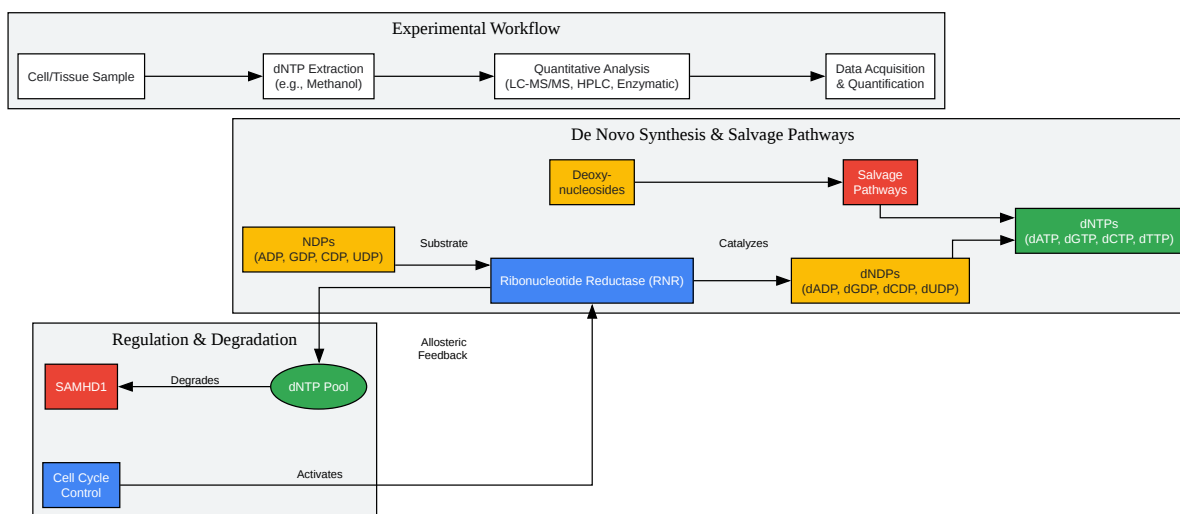 Experimental Workflow
Cell/Tissue Sample
dNTP Extraction
(e.g., Methanol)
Quantitative Analysis
(LC-MS/MS, HPLC, Enzymatic)
Data Acquisition
& Quantification
De Novo Synthesis & Salvage Pathways
Deoxy-
nucleosides
Salvage
Pathways
dNTPs
(dATP, dGTP, dCTP, dTTP)
NDPs
(ADP, GDP, CDP, UDP)
Substrate
Ribonucleotide Reductase (RNR)
Catalyzes
dNDPs
(dADP, dGDP, dCDP, dUDP)
Regulation & Degradation
Allosteric
Feedback
SAMHD1
Degrades
dNTP Pool
Cell Cycle
Control
Activates